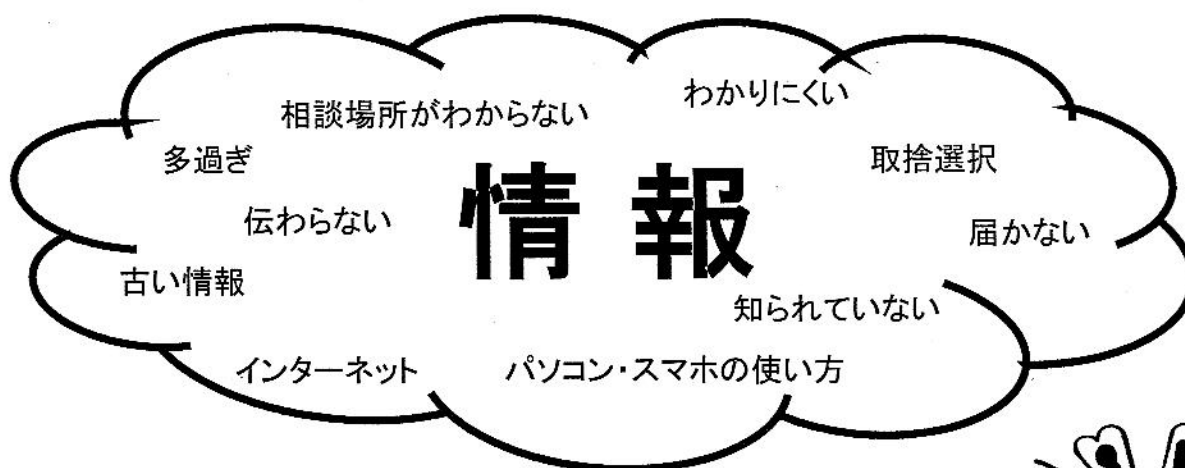 わかりにくい
相談場所がわからない
多過ぎ
取捨選択
情報
伝わらない
届かない
古い情報
知られていない
インターネット
パソコン・スマホの使い方